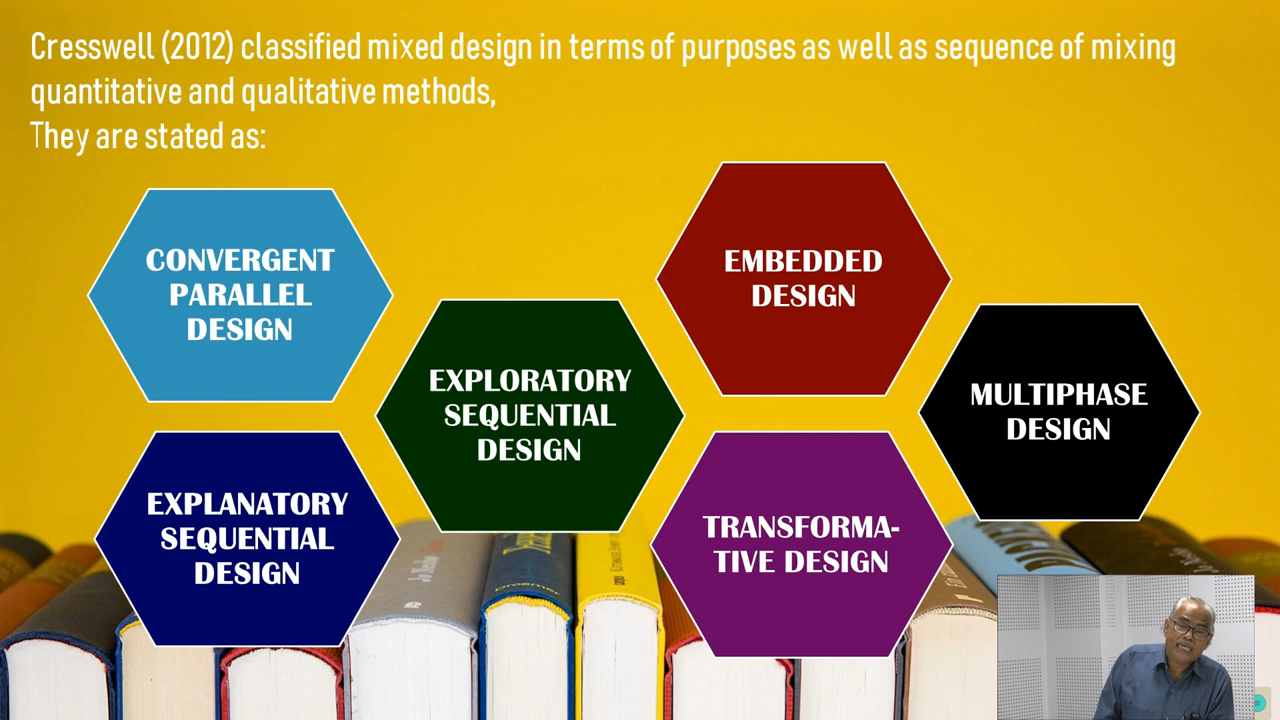 Cresswell (2012) classified mixed design in terms of purposes as well as sequence of mixing
quantitative and qualitative methods,
They are stated as:
CONVERGENT
PARALLEL
DESIGN
EXPLANATORY
SEQUENTIAL
DESIGN
EXPLORATORY
SEQUENTIAL
DESIGN
EMBEDDED
DESIGN
TRANSFORMA-
TIVE DESIGN
MULTIPHASE
DESIGN